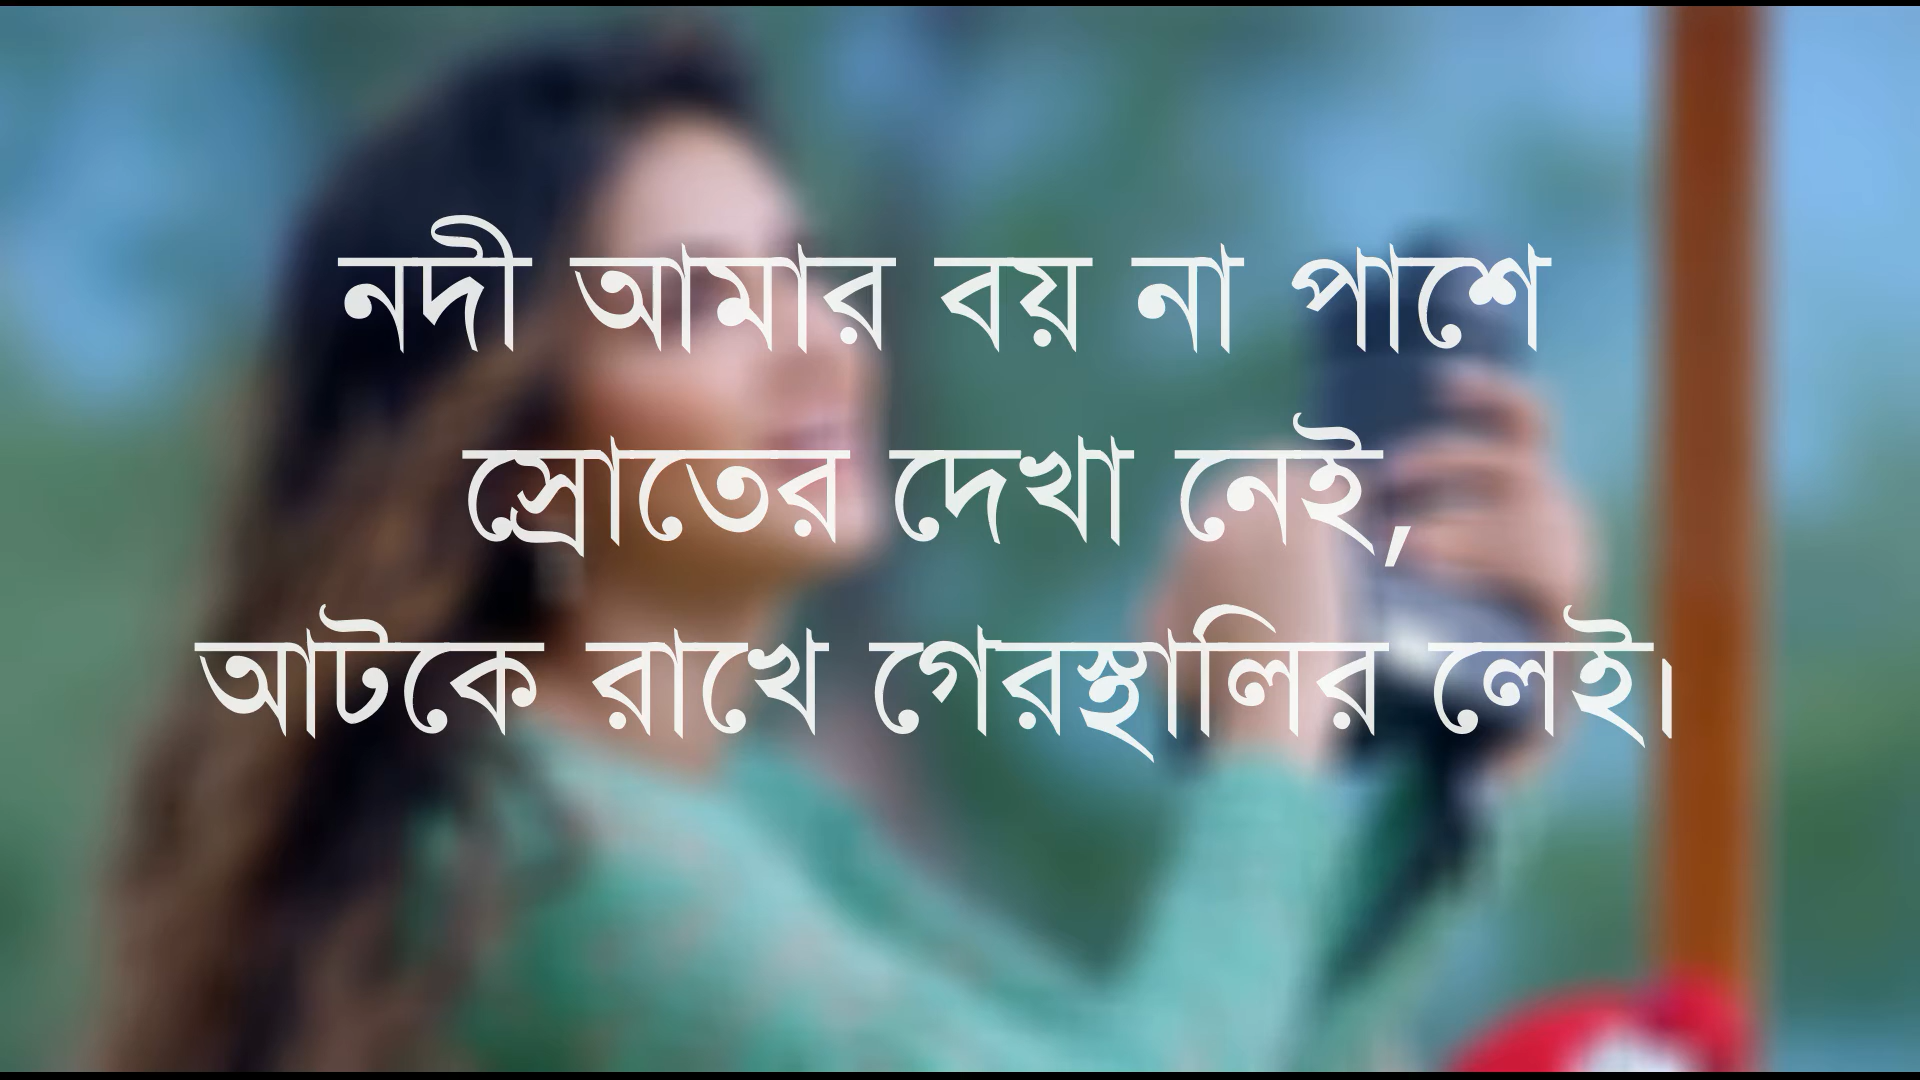 নদী আমার বয় না পাশে
স্রোতের দেখা নেই,
আটকে রাখে গেরস্থালির লেই।